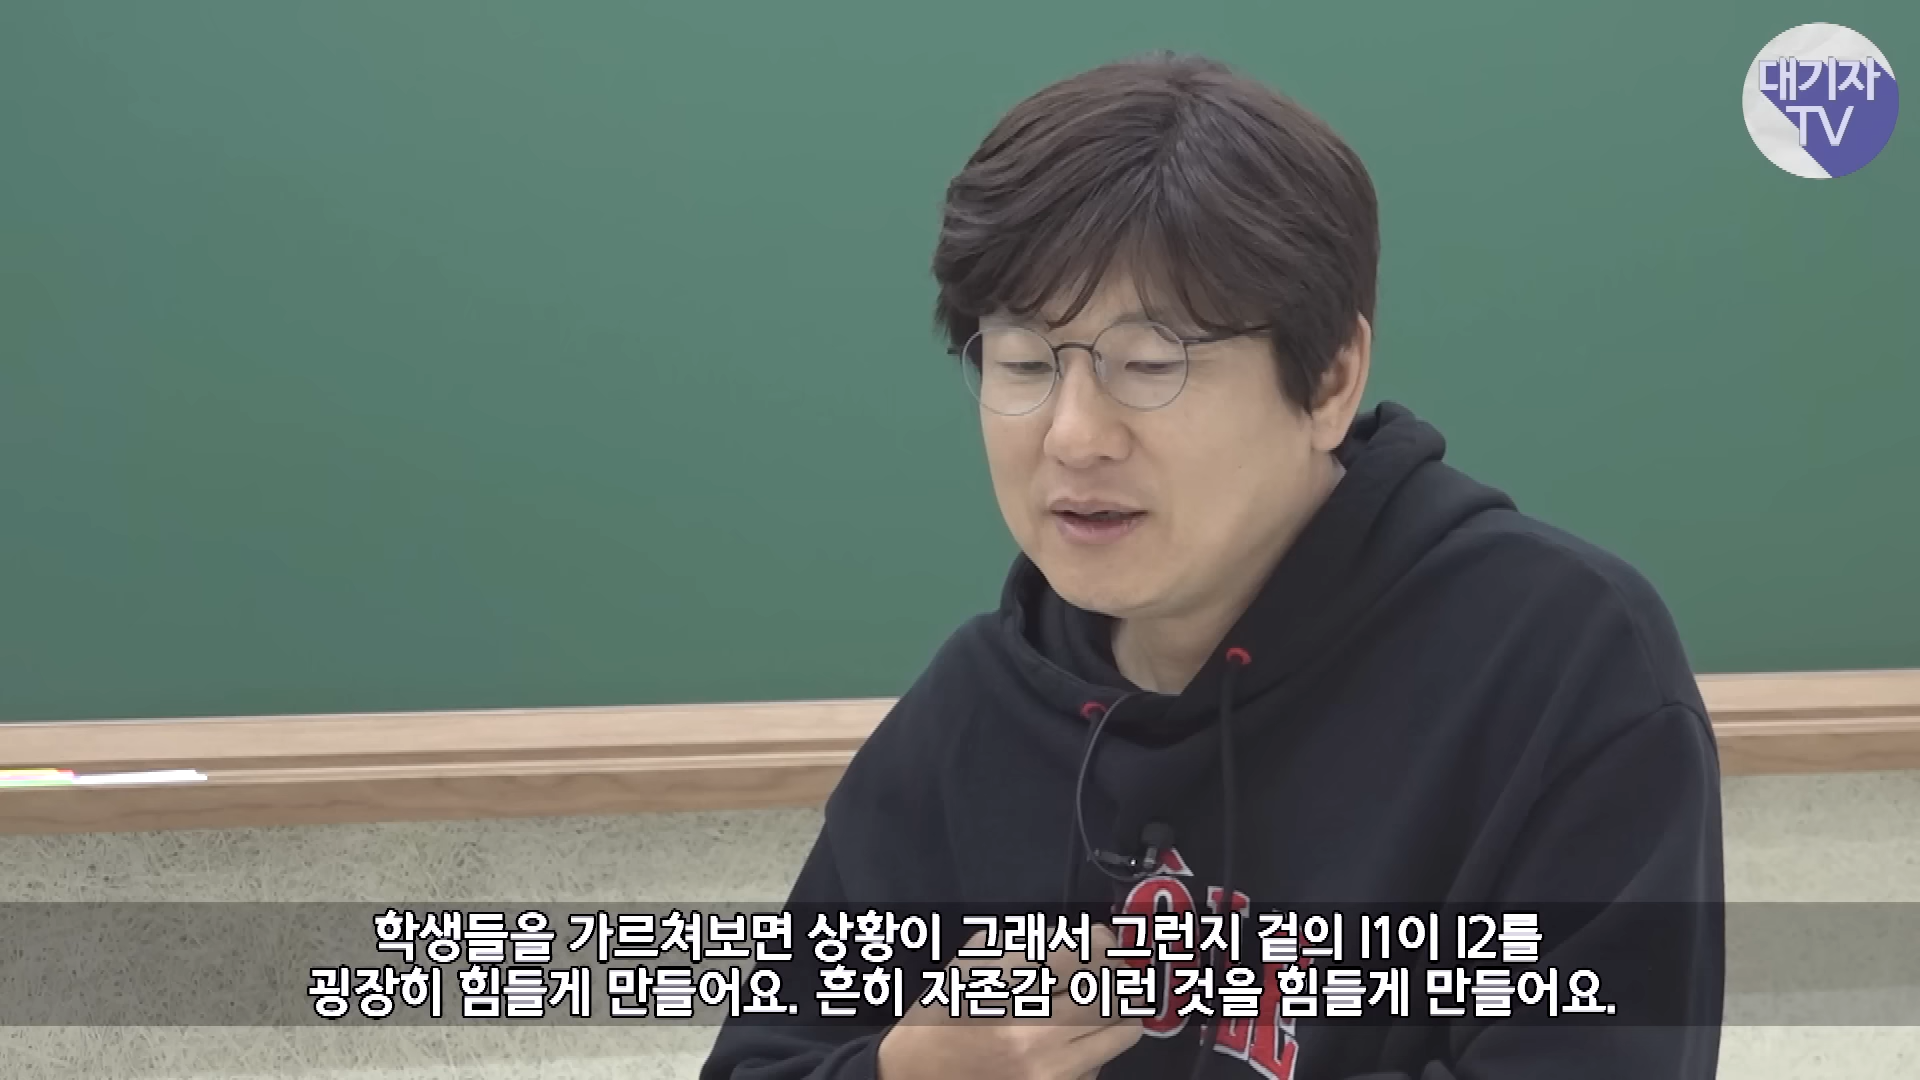 대기자
TV
학생들을 가르쳐보면 상황이 그래서 그런지 겉의 I1이 I2를
굉장히 힘들게 만들어요. 흔히 자존감 이런 것을 힘들게 만들어요.